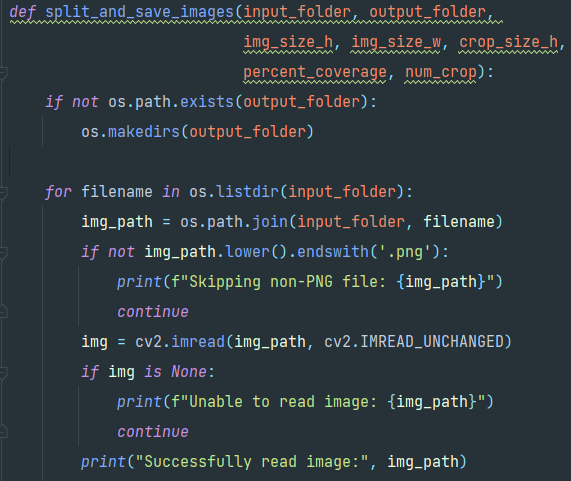 def split_and_save_images(input_folder, output_folder,
                          img_size_h, img_size_w, crop_size_h,
                          percent_coverage, num_crop):
    if not os.path.exists(output_folder):
        os.makedirs(output_folder)

    for filename in os.listdir(input_folder):
        img_path = os.path.join(input_folder, filename)
        if not img_path.lower().endswith('.png'):
            print(f"Skipping non-PNG file: {img_path}")
            continue
        img = cv2.imread(img_path, cv2.IMREAD_UNCHANGED)
        if img is None:
            print(f"Unable to read image: {img_path}")
            continue
        print("Successfully read image:", img_path)